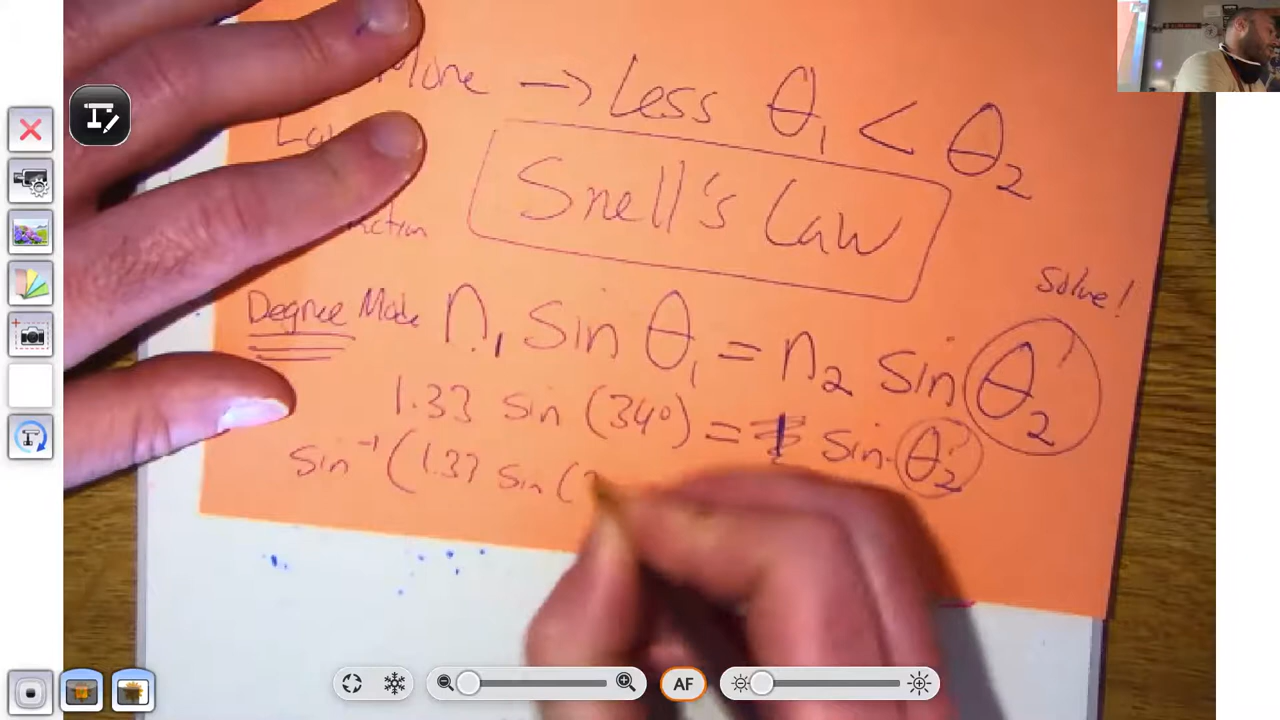 More → Less θ₁ < θ₂
Snell's Law
Solve!
Degree Mode n₁ sin θ₁ = n₂ sin θ₂ ?
1.33 sin (34°) = 1 sin θ₂ ?
sin⁻¹ (1.33 sin (
AF